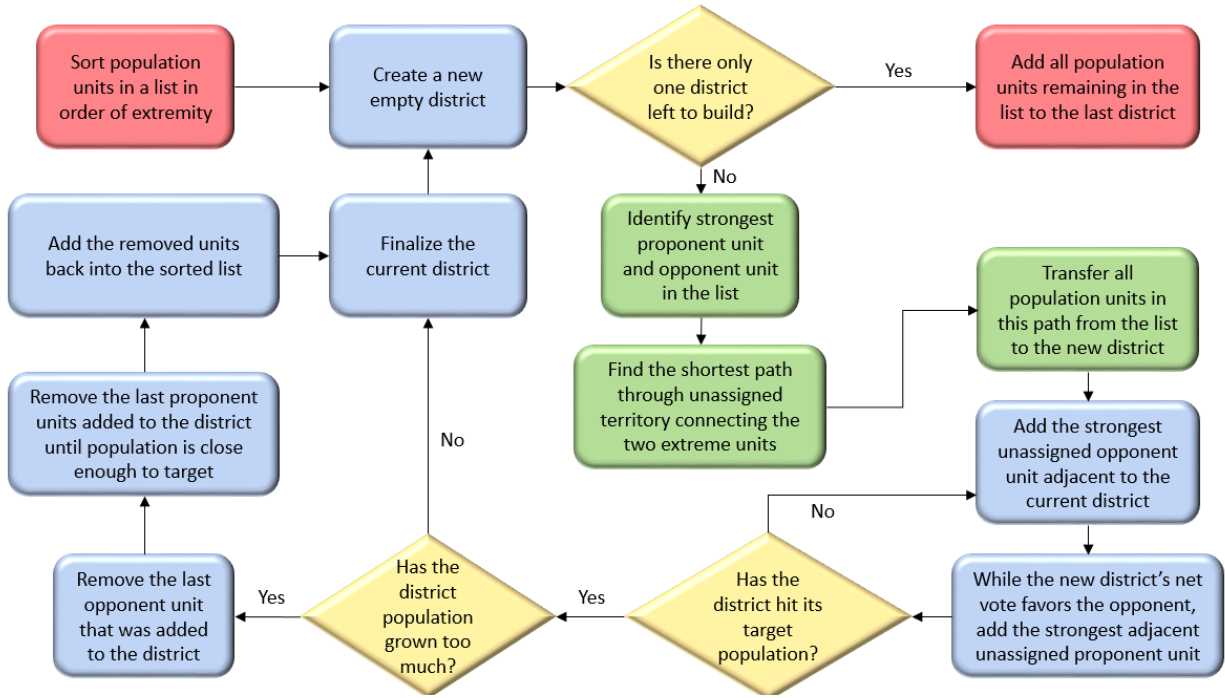 Sort population
units in a list in
order of extremity
Create a new
empty district
Is there only
one district
left to build?
Yes
Add all population
units remaining in the
list to the last district
No
Identify strongest
proponent unit
and opponent unit
in the list
Find the shortest path
through unassigned
territory connecting the
two extreme units
Transfer all
population units in
this path from the list
to the new district
Add the strongest
unassigned opponent
unit adjacent to the
current district
While the new district's net
vote favors the opponent,
add the strongest adjacent
unassigned proponent unit
Has the
district hit its
target
population?
No
Yes
Has the
district
population
grown too
much?
No
Yes
Remove the last
opponent unit
that was added
to the district
Remove the last proponent
units added to the district
until population is close
enough to target
Add the removed units
back into the sorted list
Finalize the
current district